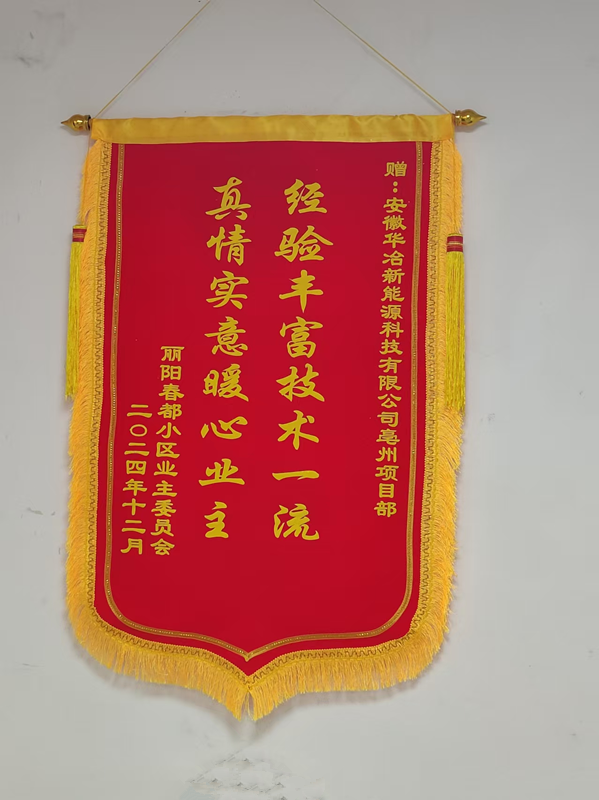 赠：安徽华冶新能源科技有限公司亳州项目部
经验丰富技术一流
真情实意暖心业主
丽阳春都小区业主委员会
二〇二四年十二月